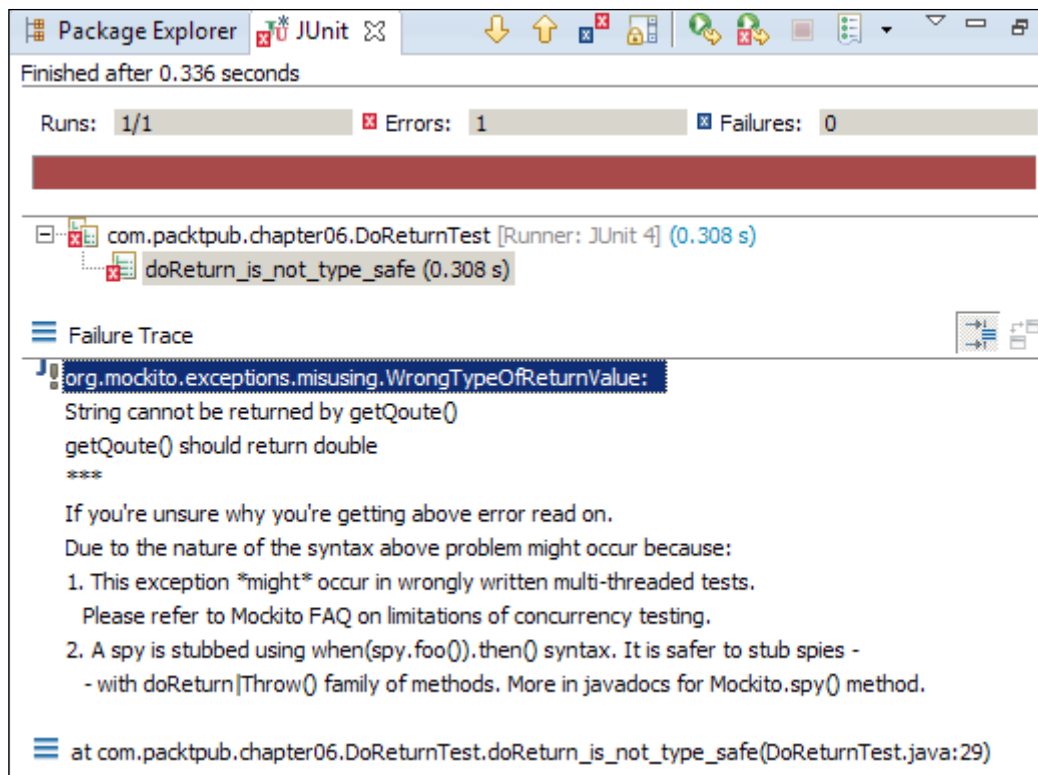 Package Explorer JUnit
Finished after 0.336 seconds
Runs: 1/1 Errors: 1 Failures: 0
com.packtpub.chapter06.DoReturnTest [Runner: JUnit 4] (0.308 s)
doReturn_is_not_type_safe (0.308 s)
Failure Trace
org.mockito.exceptions.misusing.WrongTypeOfReturnValue:
String cannot be returned by getQoute()
getQoute() should return double
***
If you're unsure why you're getting above error read on.
Due to the nature of the syntax above problem might occur because:
1. This exception *might* occur in wrongly written multi-threaded tests.
Please refer to Mockito FAQ on limitations of concurrency testing.
2. A spy is stubbed using when(spy.foo()).then() syntax. It is safer to stub spies -
- with doReturn|Throw() family of methods. More in javadocs for Mockito.spy() method.
at com.packtpub.chapter06.DoReturnTest.doReturn_is_not_type_safe(DoReturnTest.java:29)